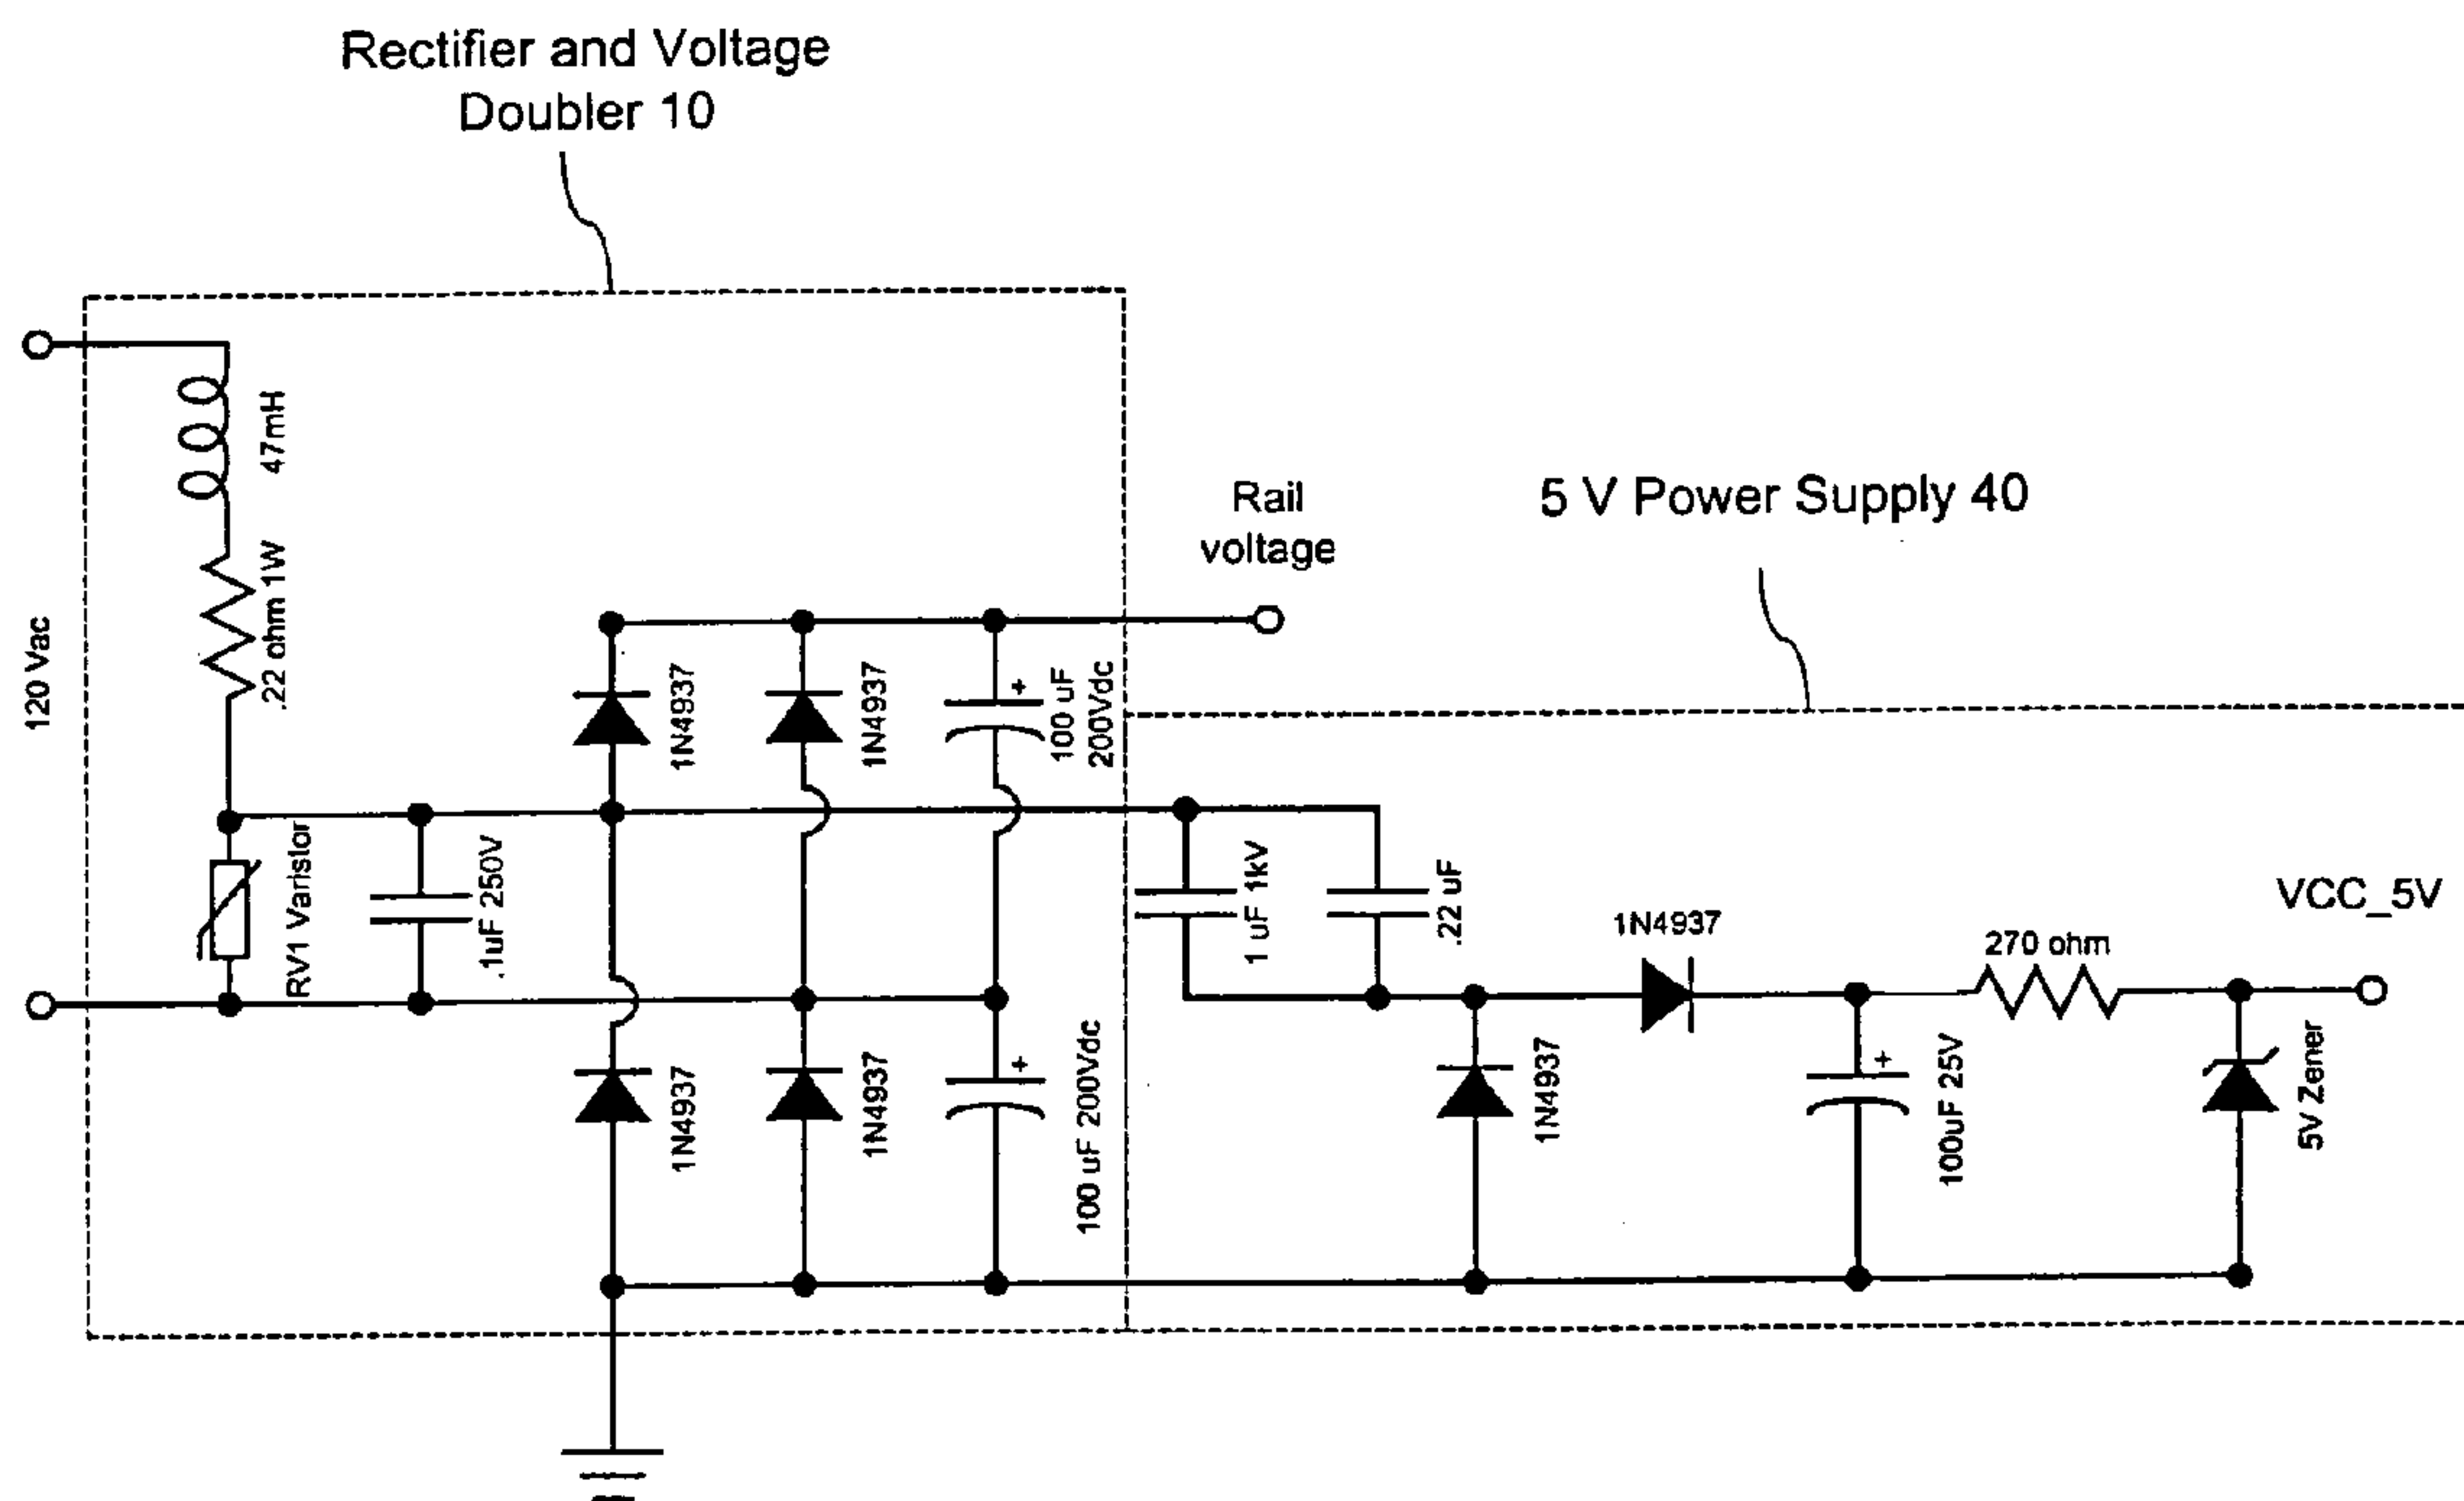 Rectifier and Voltage
Doubler 10
120 Vac
47mH
.22 ohm 1W
RV1 Varistor
.1uF 250V
1N4937
1N4937
100 uF
200Vdc
1N4937
1N4937
100 uF 200Vdc
Rail
voltage
5 V Power Supply 40
1 uF 1kV
.22 uF
1N4937
1N4937
270 ohm
100uF 25V
5V Zener
VCC_5V
+
+
+